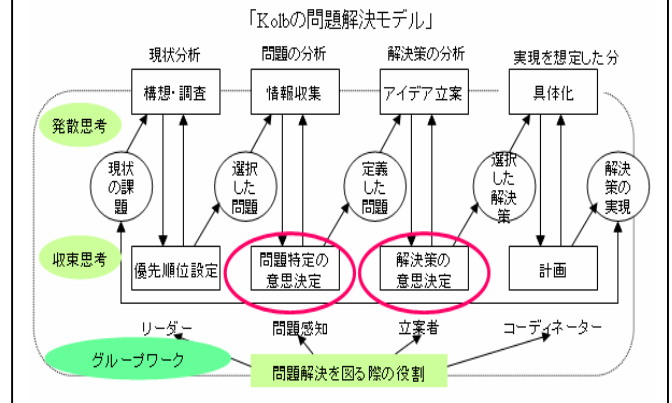 「Kolbの問題解決モデル」
現状分析
問題の分析
解決策の分析
実現を想定した分
構想・調査
情報収集
アイデア立案
具体化
発散思考
現状
の課
題
選択
した
問題
定義
した
問題
選択
した
解決
策
解決
策の
実現
収束思考
優先順位設定
問題特定の
意思決定
解決策の
意思決定
計画
リーダー
問題感知
立案者
コーディネーター
グループワーク
問題解決を図る際の役割